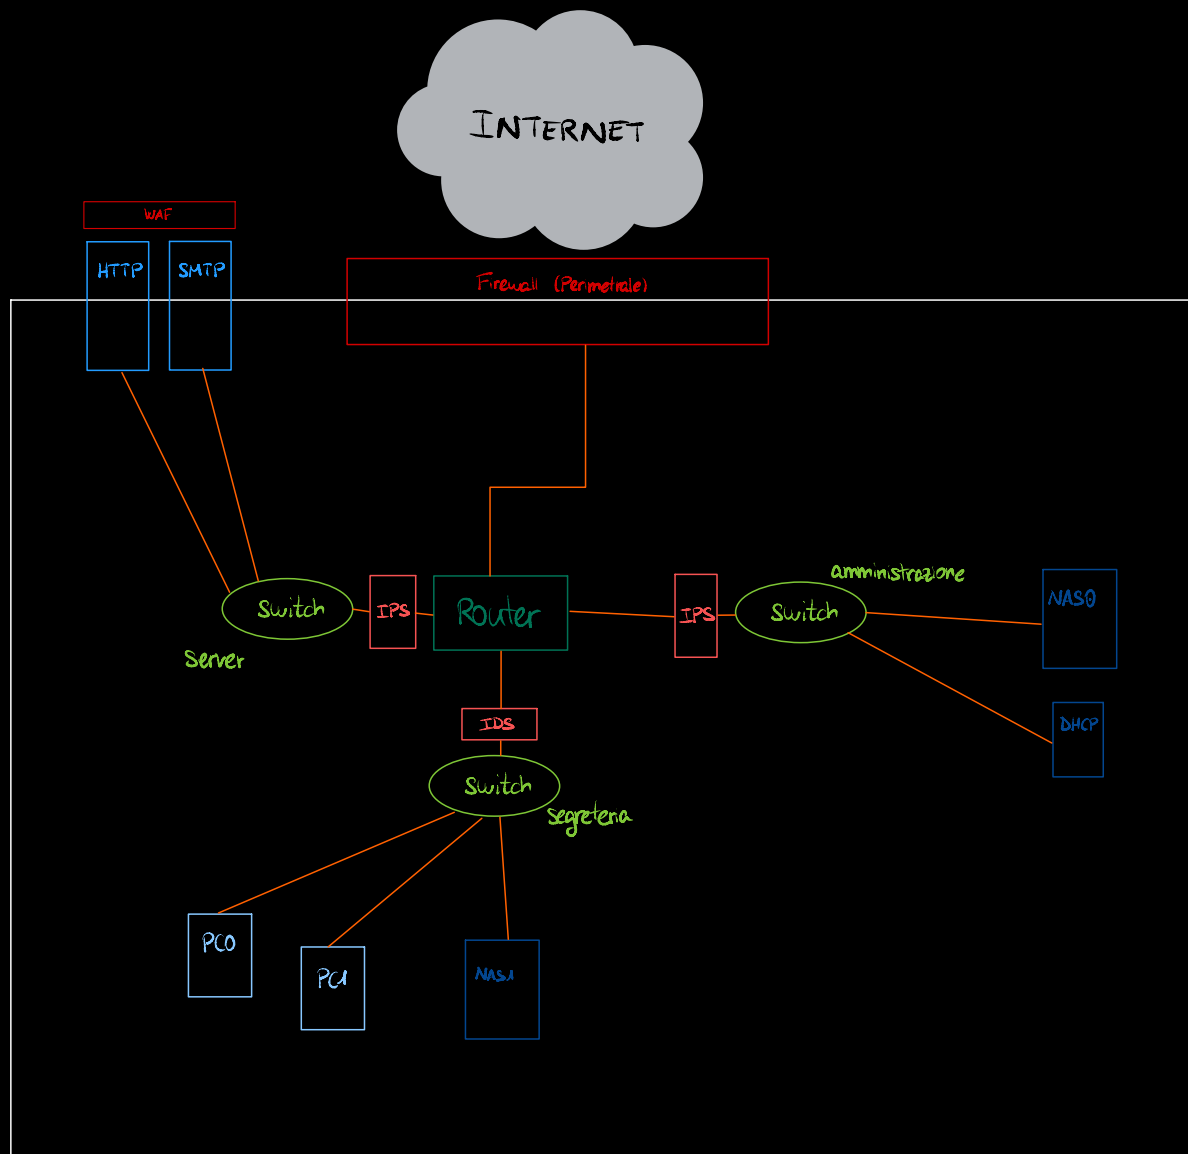 INTERNET
WAF
HTTP
SMTP
Firewall (Perimetrale)
amministrazione
Switch
IPS
Router
IPS
Switch
NAS0
Server
IDS
DHCP
Switch
Segreteria
PC0
PC1
NAS1